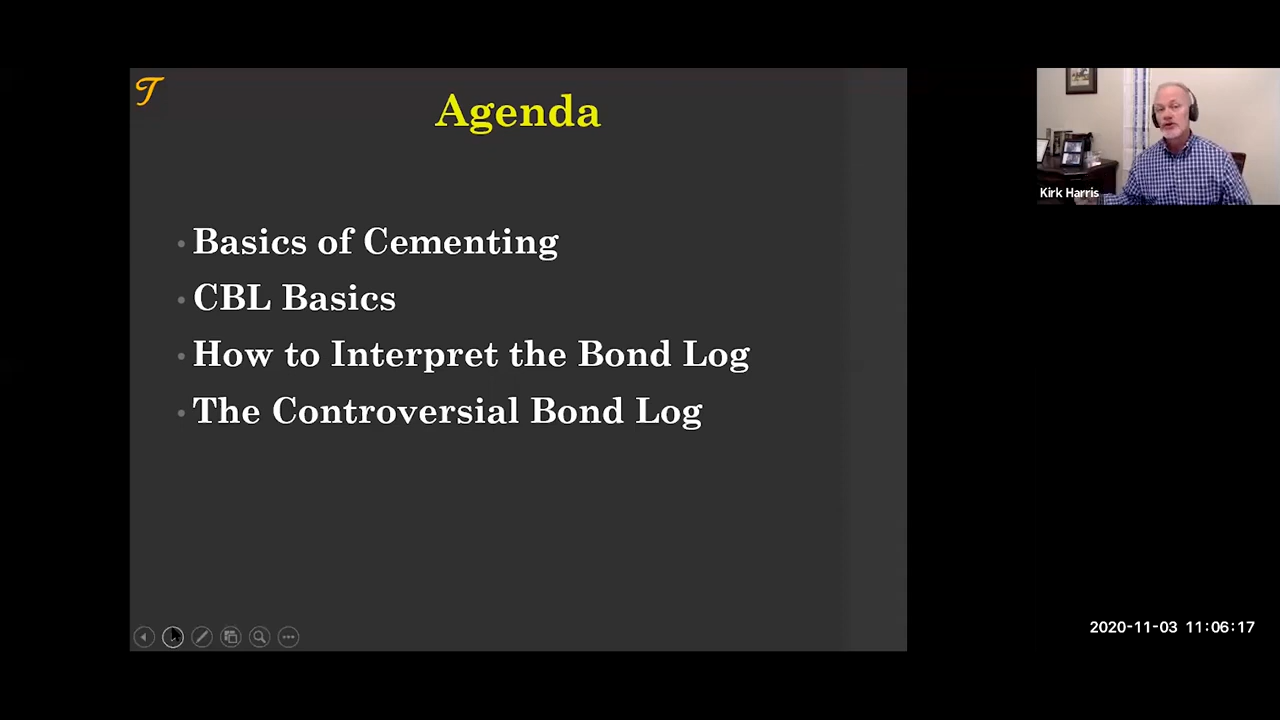 T
Agenda
• Basics of Cementing
• CBL Basics
• How to Interpret the Bond Log
• The Controversial Bond Log
Kirk Harris
2020-11-03 11:06:17